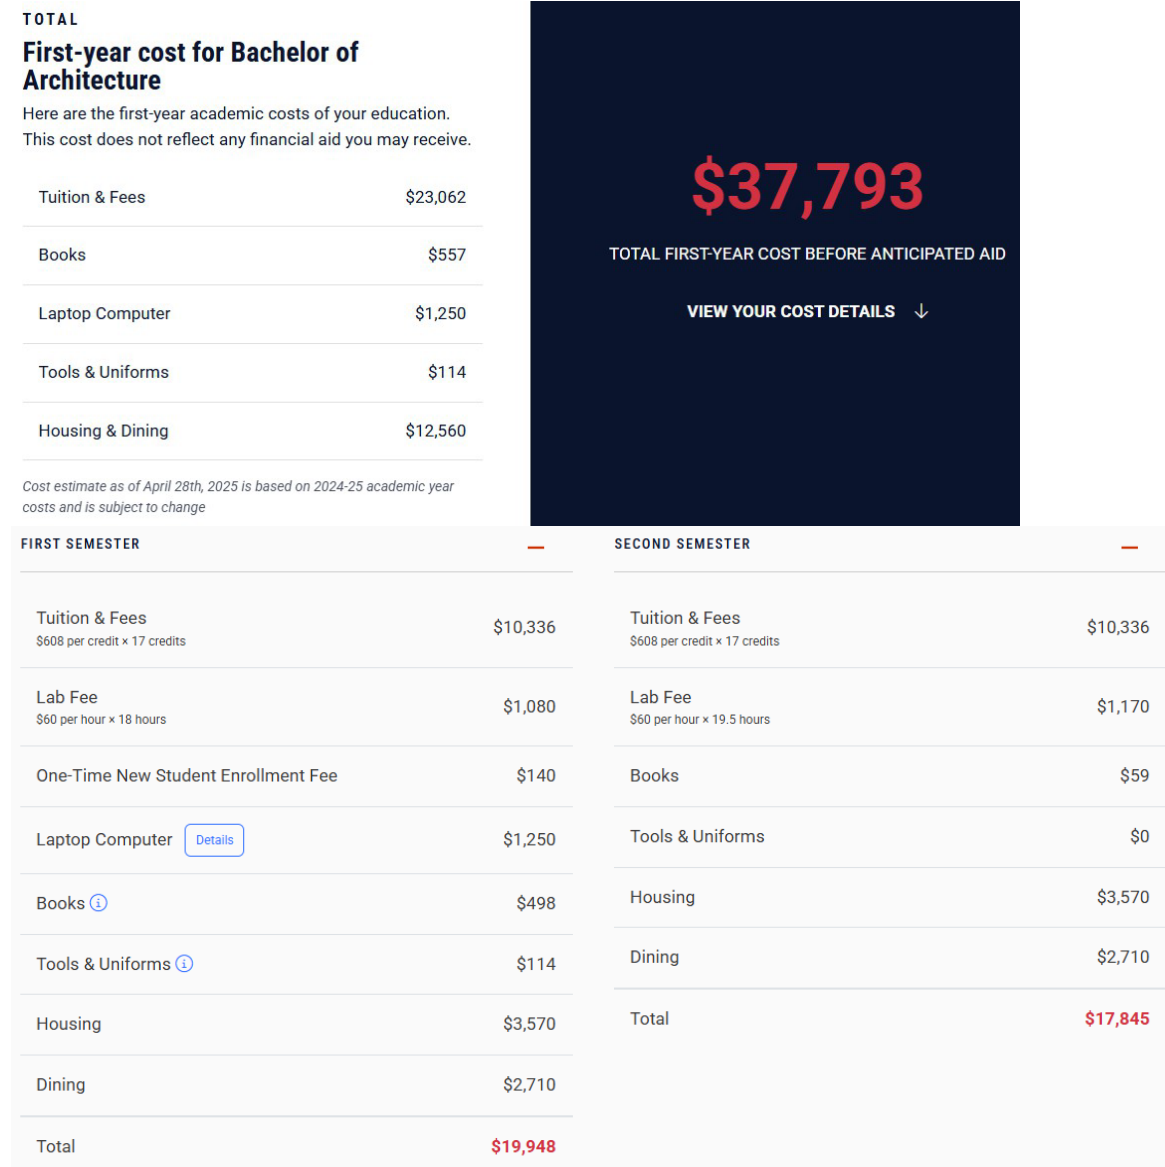 TOTAL
First-year cost for Bachelor of
Architecture
Here are the first-year academic costs of your education.
This cost does not reflect any financial aid you may receive.
Tuition & Fees $23,062
Books $557
Laptop Computer $1,250
Tools & Uniforms $114
Housing & Dining $12,560
Cost estimate as of April 28th, 2025 is based on 2024-25 academic year
costs and is subject to change
$37,793
TOTAL FIRST-YEAR COST BEFORE ANTICIPATED AID
VIEW YOUR COST DETAILS ↓
FIRST SEMESTER
Tuition & Fees $10,336
$608 per credit × 17 credits
Lab Fee $1,080
$60 per hour × 18 hours
One-Time New Student Enrollment Fee $140
Laptop Computer Details $1,250
Books $498
Tools & Uniforms $114
Housing $3,570
Dining $2,710
Total $19,948
SECOND SEMESTER
Tuition & Fees $10,336
$608 per credit × 17 credits
Lab Fee $1,170
$60 per hour × 19.5 hours
Books $59
Tools & Uniforms $0
Housing $3,570
Dining $2,710
Total $17,845